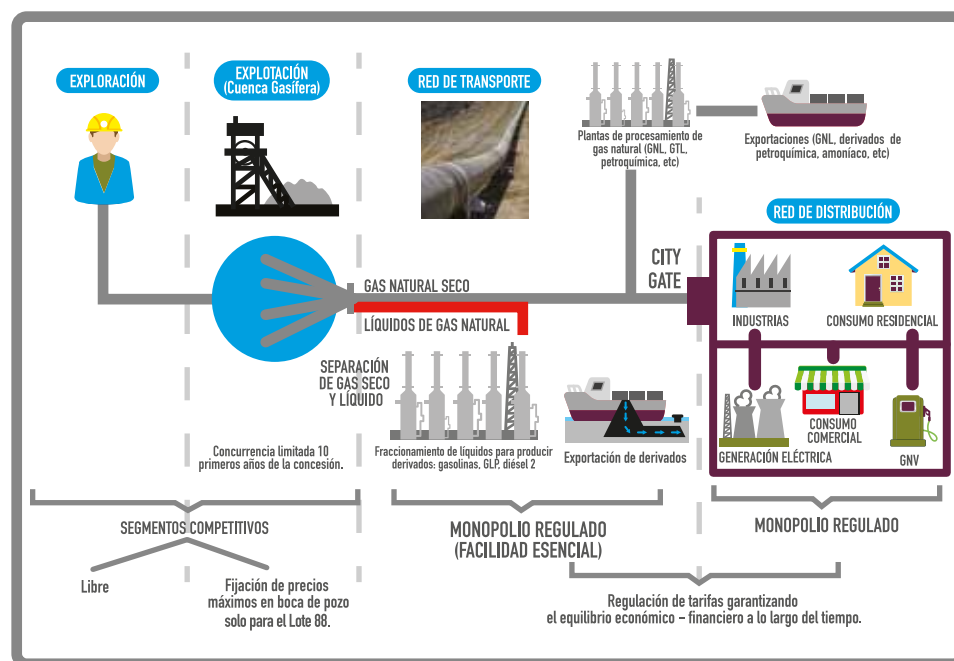 EXPLORACIÓN
EXPLOTACIÓN
(Cuenca Gasífera)
RED DE TRANSPORTE
Plantas de procesamiento de
gas natural (GNL, GTL,
petroquímica, etc)
Exportaciones (GNL, derivados de
petroquímica, amoníaco, etc)
RED DE DISTRIBUCIÓN
CITY
GATE
GAS NATURAL SECO
LÍQUIDOS DE GAS NATURAL
INDUSTRIAS
CONSUMO RESIDENCIAL
SEPARACIÓN
DE GAS SECO
Y LÍQUIDO
CONSUMO
COMERCIAL
GENERACIÓN ELÉCTRICA
GNV
Concurrencia limitada 10
primeros años de la concesión.
Fraccionamiento de líquidos para producir
derivados: gasolinas, GLP, diésel 2
Exportación de derivados
SEGMENTOS COMPETITIVOS
MONOPOLIO REGULADO
(FACILIDAD ESENCIAL)
MONOPOLIO REGULADO
Libre
Fijación de precios
máximos en boca de pozo
solo para el Lote 88.
Regulación de tarifas garantizando
el equilibrio económico – financiero a lo largo del tiempo.